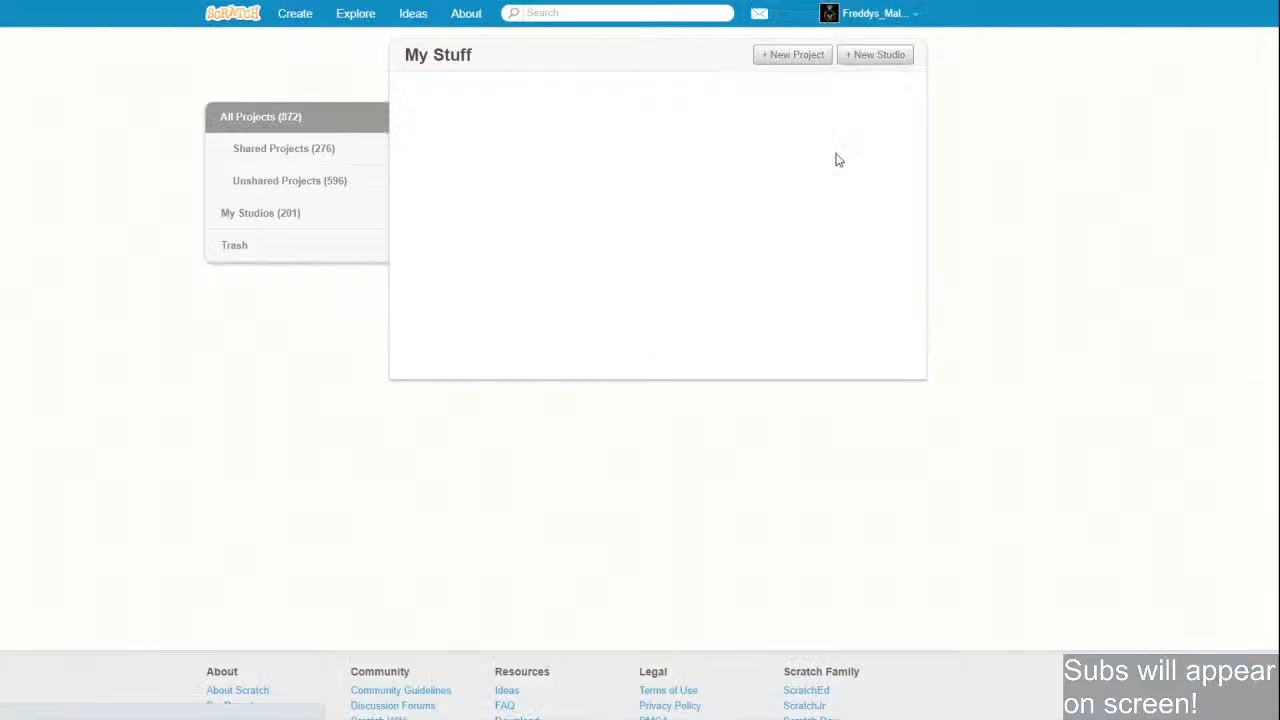 SCRATCH Create Explore Ideas About Search Freddys_Mal...
My Stuff + New Project + New Studio
All Projects (872)
Shared Projects (276)
Unshared Projects (596)
My Studios (201)
Trash
About Community Resources Legal Scratch Family
About Scratch Community Guidelines Ideas Terms of Use ScratchEd
Discussion Forums FAQ Privacy Policy ScratchJr
Subs will appear
on screen!